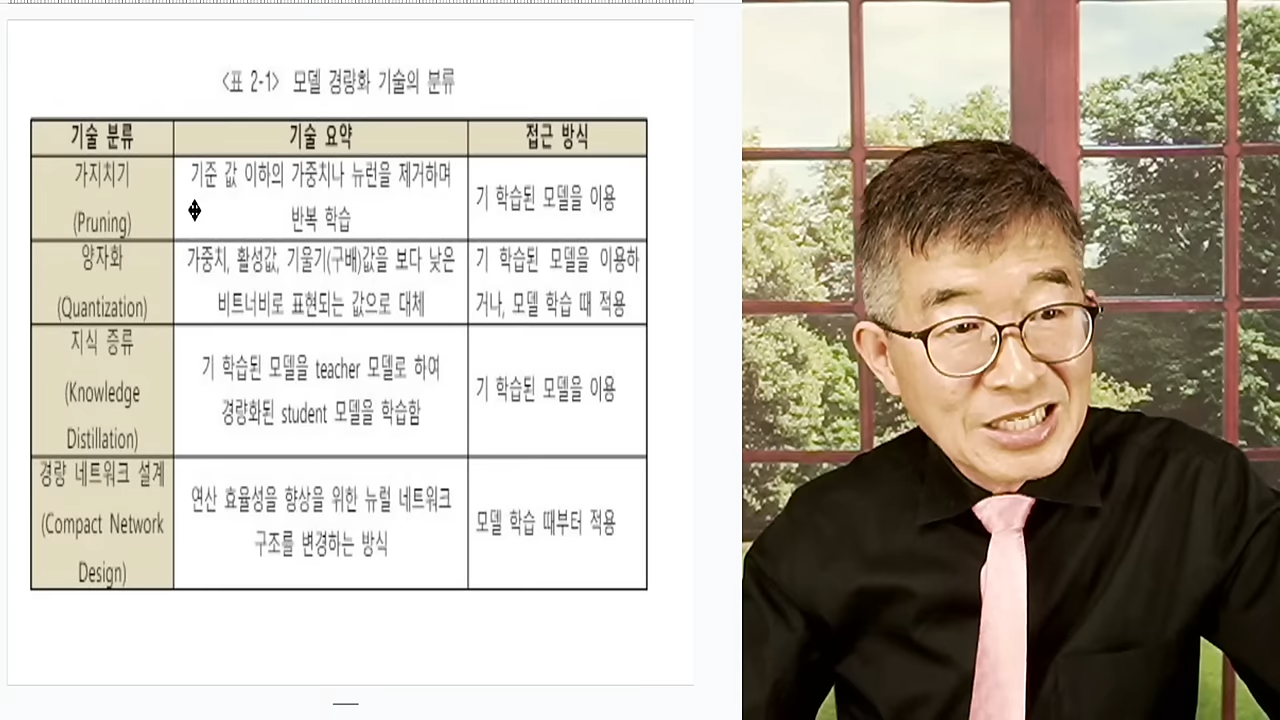 <표 2-1> 모델 경량화 기술의 분류
기술 분류 기술 요약 접근 방식
가지치기
(Pruning)
기준 값 이하의 가중치나 뉴런을 제거하며
반복 학습
기 학습된 모델을 이용
양자화
(Quantization)
가중치, 활성값, 기울기(구배)값을 보다 낮은
비트너비로 표현되는 값으로 대체
기 학습된 모델을 이용하
거나, 모델 학습 때 적용
지식 증류
(Knowledge
Distillation)
기 학습된 모델을 teacher 모델로 하여
경량화된 student 모델을 학습함
기 학습된 모델을 이용
경량 네트워크 설계
(Compact Network
Design)
연산 효율성을 향상을 위한 뉴럴 네트워크
구조를 변경하는 방식
모델 학습 때부터 적용